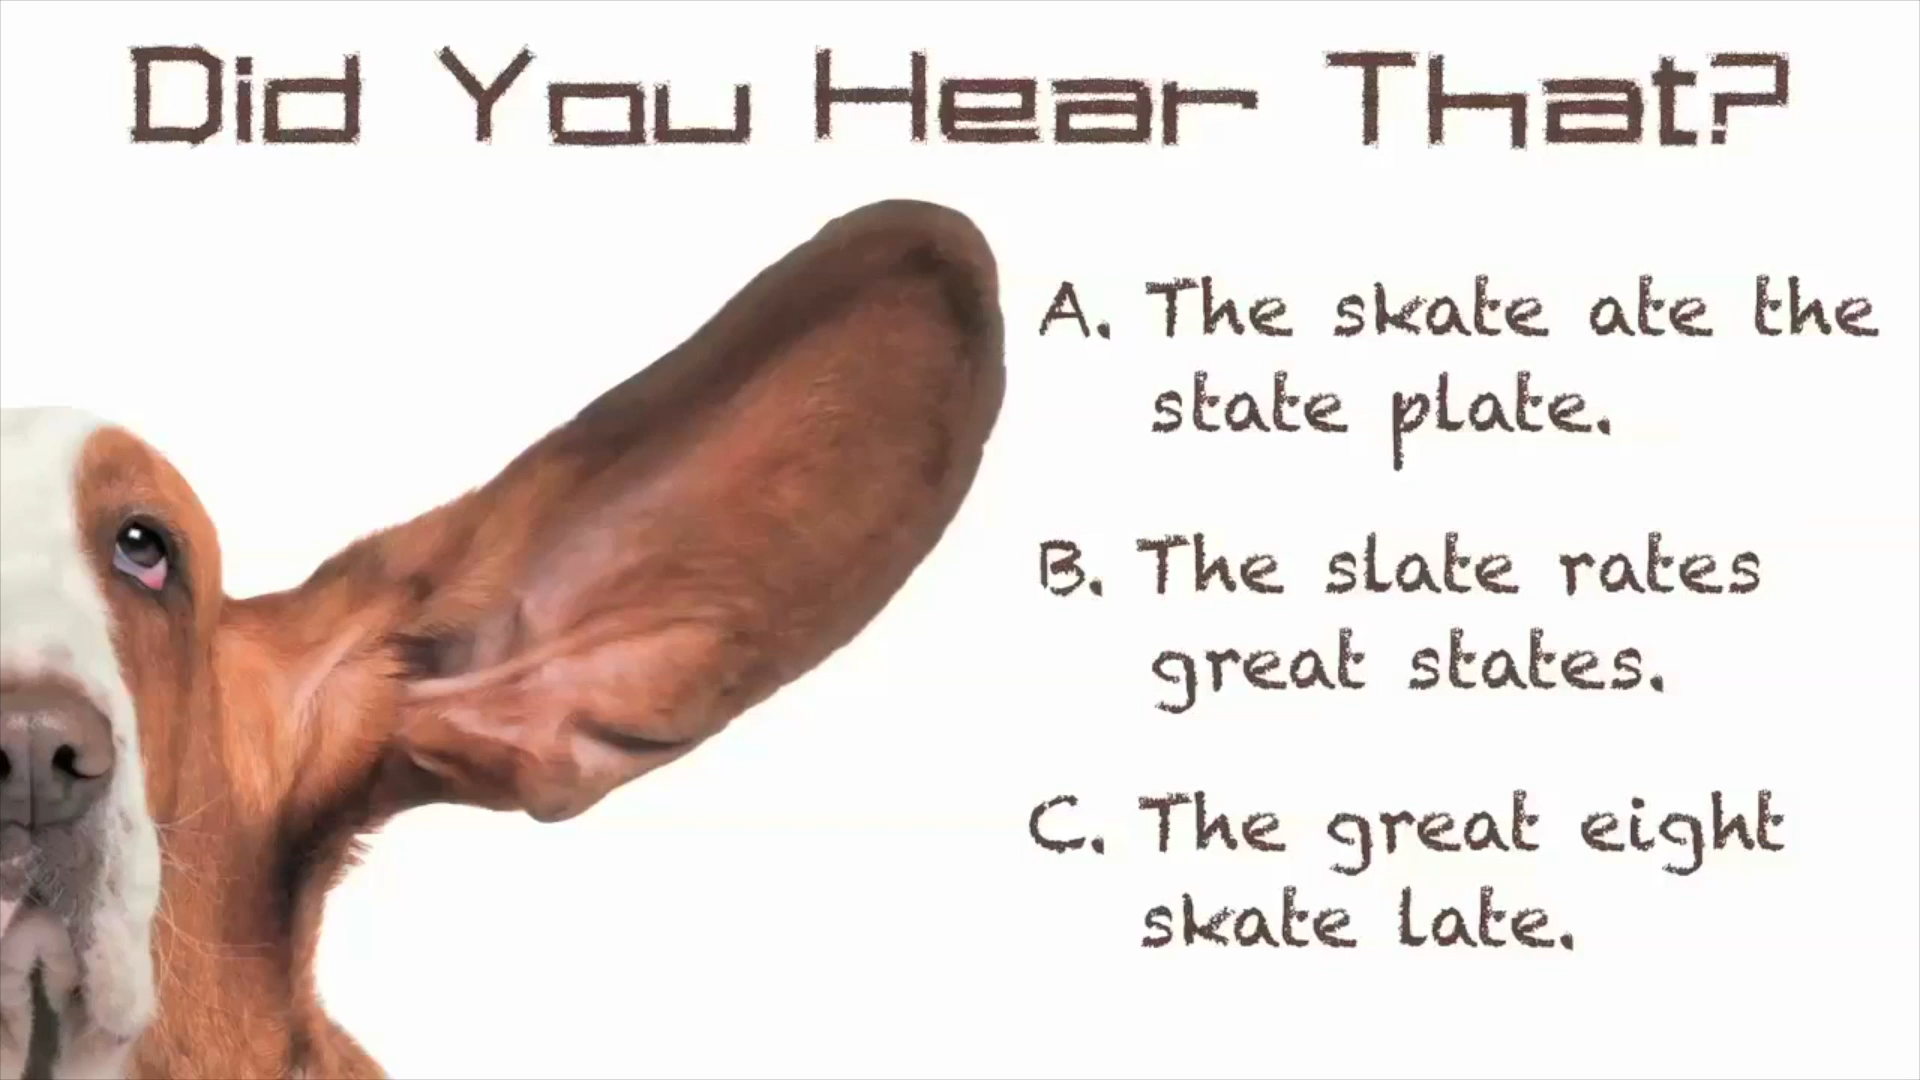 Did You Hear That?
A. The skate ate the
state plate.
B. The slate rates
great states.
C. The great eight
skate late.